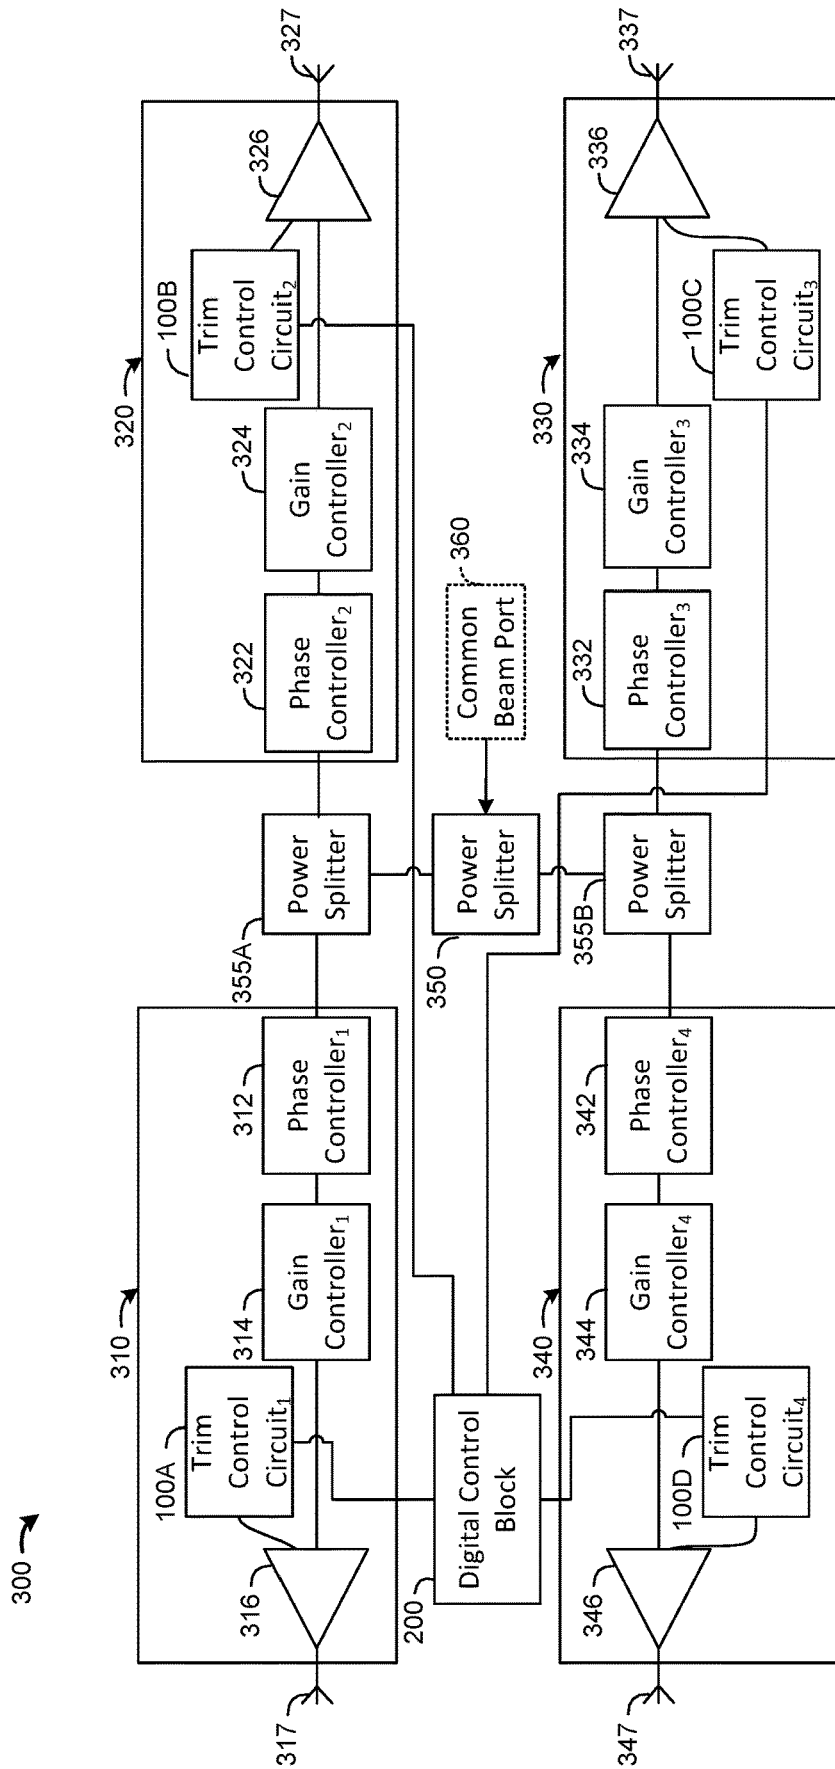 300
310
317
316
100A
Trim
Control
Circuit1
314
Gain
Controller1
312
Phase
Controller1
355A
Power
Splitter
320
322
Phase
Controller2
324
Gain
Controller2
100B
Trim
Control
Circuit2
326
327
200
Digital Control
Block
350
Power
Splitter
360
Common
Beam Port
340
347
346
100D
Trim
Control
Circuit4
344
Gain
Controller4
342
Phase
Controller4
355B
Power
Splitter
330
332
Phase
Controller3
334
Gain
Controller3
100C
Trim
Control
Circuit3
336
337